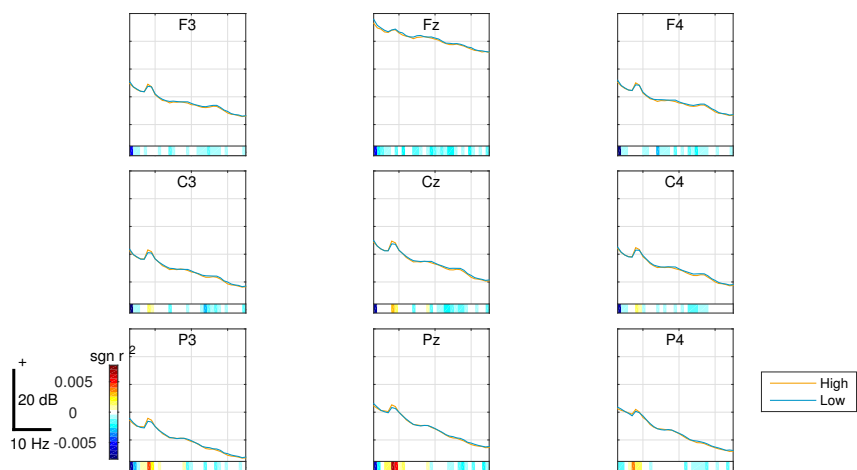 F3
Fz
F4
C3
Cz
C4
P3
Pz
P4
sgn r²
+
0.005
20 dB
0
10 Hz
-0.005
High
Low